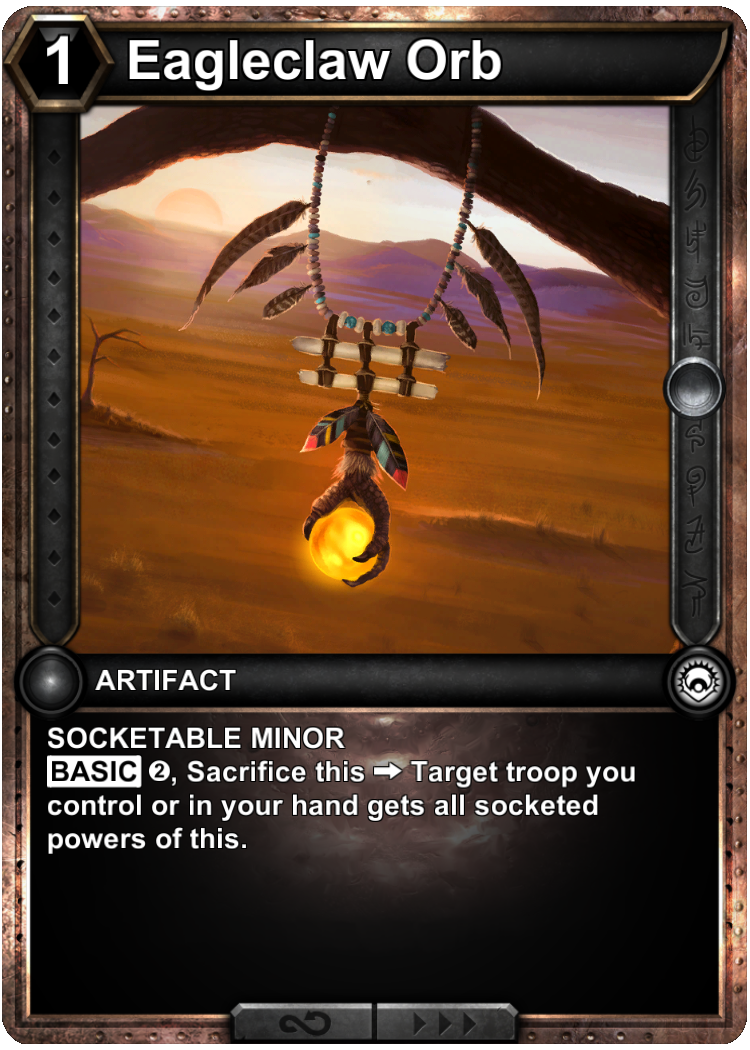 1 Eagleclaw Orb
ARTIFACT
SOCKETABLE MINOR
BASIC ❷, Sacrifice this ➡ Target troop you
control or in your hand gets all socketed
powers of this.